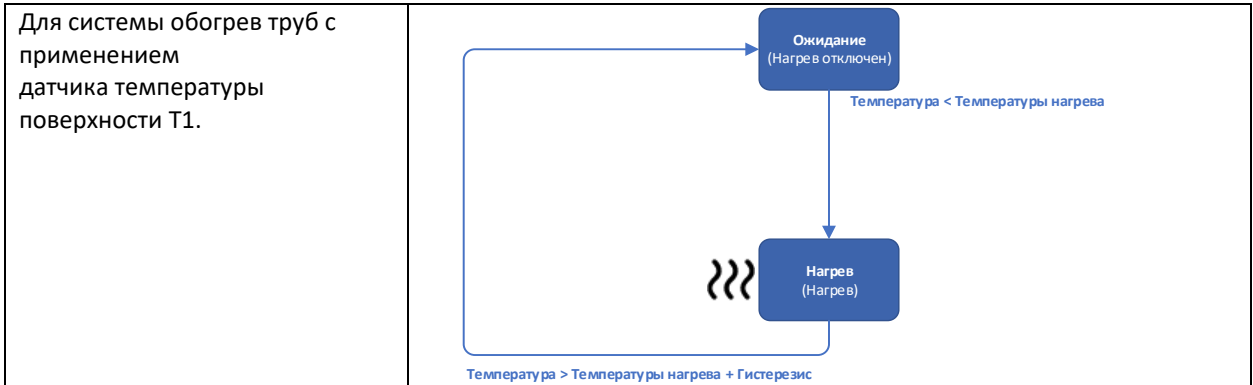 Для системы обогрев труб с
применением
датчика температуры
поверхности T1.
Ожидание
(Нагрев отключен)
Температура < Температуры нагрева
Нагрев
(Нагрев)
Температура > Температуры нагрева + Гистерезис